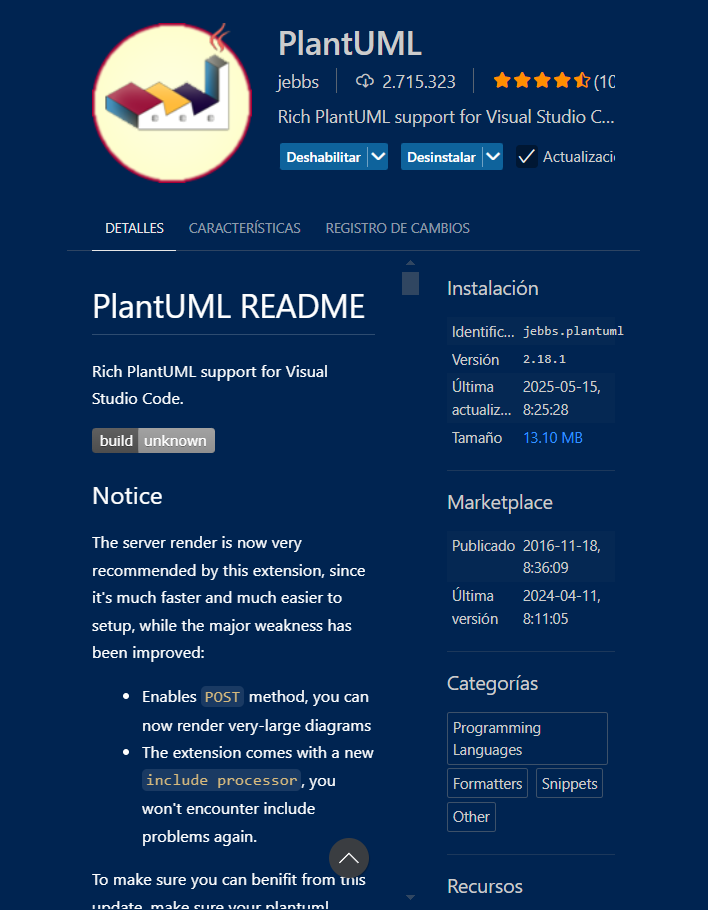 PlantUML
jebbs
2.715.323
(10
Rich PlantUML support for Visual Studio C...
Deshabilitar
Desinstalar
Actualizació
DETALLES
CARACTERÍSTICAS
REGISTRO DE CAMBIOS
PlantUML README
Rich PlantUML support for Visual
Studio Code.
build unknown
Notice
The server render is now very
recommended by this extension, since
it's much faster and much easier to
setup, while the major weakness has
been improved:
Enables POST method, you can
now render very-large diagrams
The extension comes with a new
include processor, you
won't encounter include
problems again.
To make sure you can benifit from this
update, make sure your plantuml
Instalación
Identific... jebbs.plantuml
Versión 2.18.1
Última 2025-05-15,
actualiz... 8:25:28
Tamaño 13.10 MB
Marketplace
Publicado 2016-11-18,
8:36:09
Última 2024-04-11,
versión 8:11:05
Categorías
Programming
Languages
Formatters
Snippets
Other
Recursos